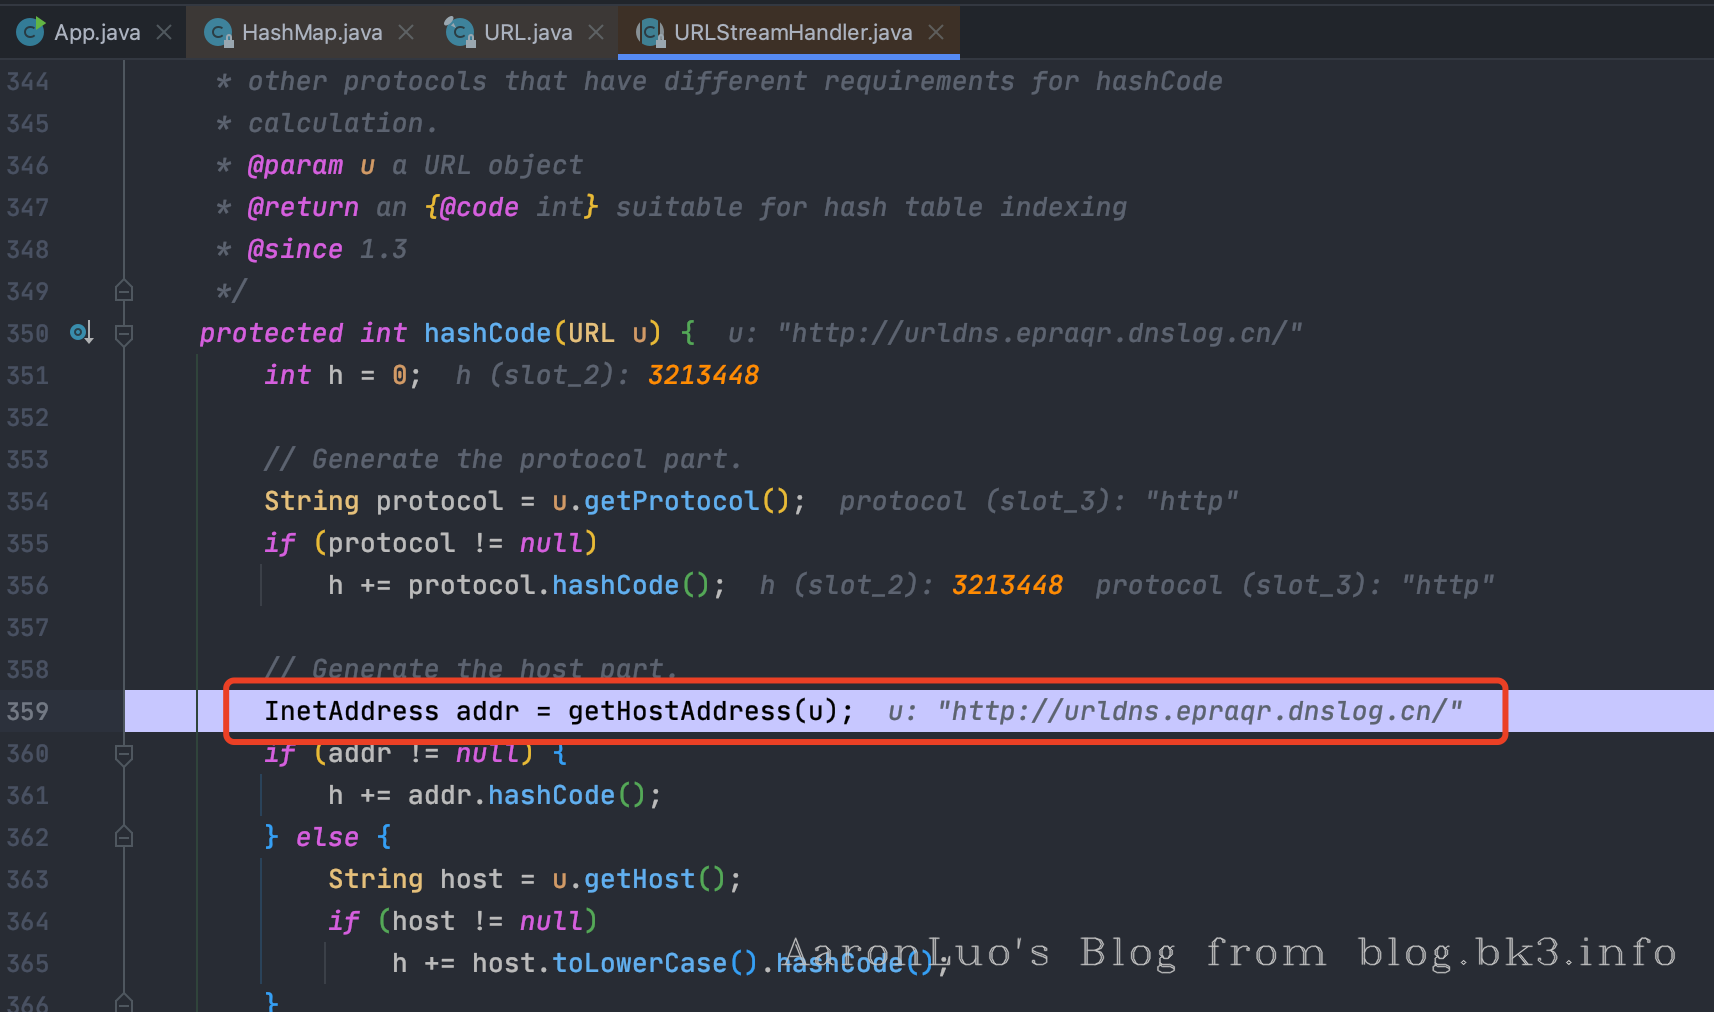 App.java HashMap.java URL.java URLStreamHandler.java
344 * other protocols that have different requirements for hashCode
345 * calculation.
346 * @param u a URL object
347 * @return an {@code int} suitable for hash table indexing
348 * @since 1.3
349 */
350 protected int hashCode(URL u) { u: "http://urldns.epraqr.dnslog.cn/"
351 int h = 0; h (slot_2): 3213448
352
353 // Generate the protocol part.
354 String protocol = u.getProtocol(); protocol (slot_3): "http"
355 if (protocol != null)
356 h += protocol.hashCode(); h (slot_2): 3213448 protocol (slot_3): "http"
357
358 // Generate the host part.
359 InetAddress addr = getHostAddress(u); u: "http://urldns.epraqr.dnslog.cn/"
360 if (addr != null) {
361 h += addr.hashCode();
362 } else {
363 String host = u.getHost();
364 if (host != null)
365 h += host.toLowerCase().hashCode();
AaronLuo's Blog from blog.bk3.info
366 }